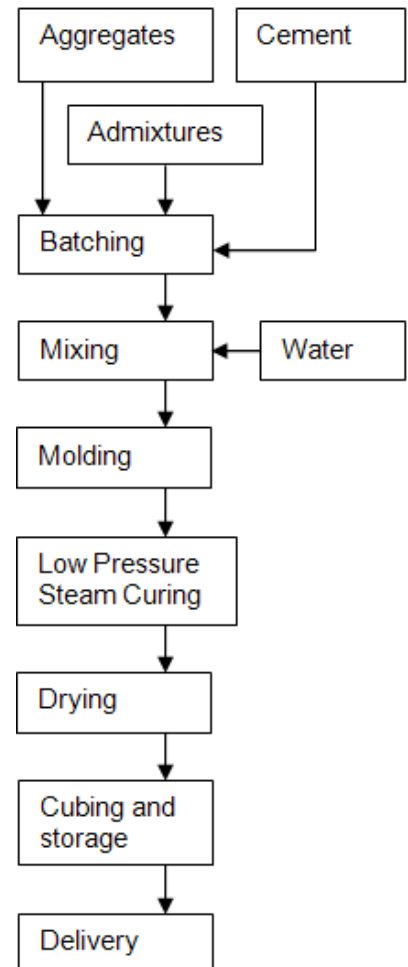 Aggregates
Cement
Admixtures
Batching
Mixing
Water
Molding
Low Pressure
Steam Curing
Drying
Cubing and
storage
Delivery